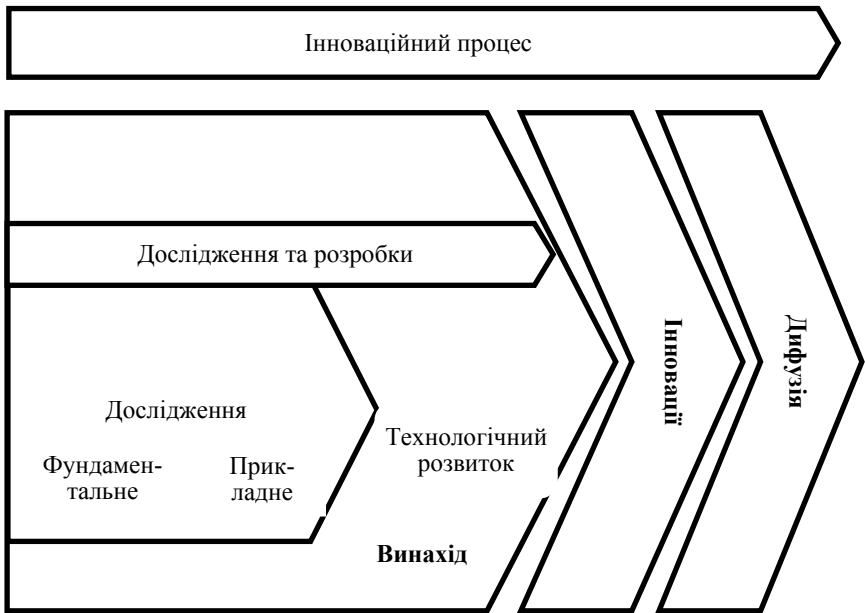 Інноваційний процес
Дослідження та розробки
Дослідження
Фундамен-
тальне
Прик-
ладне
Технологічний
розвиток
Винахід
Інновації
Дифузія